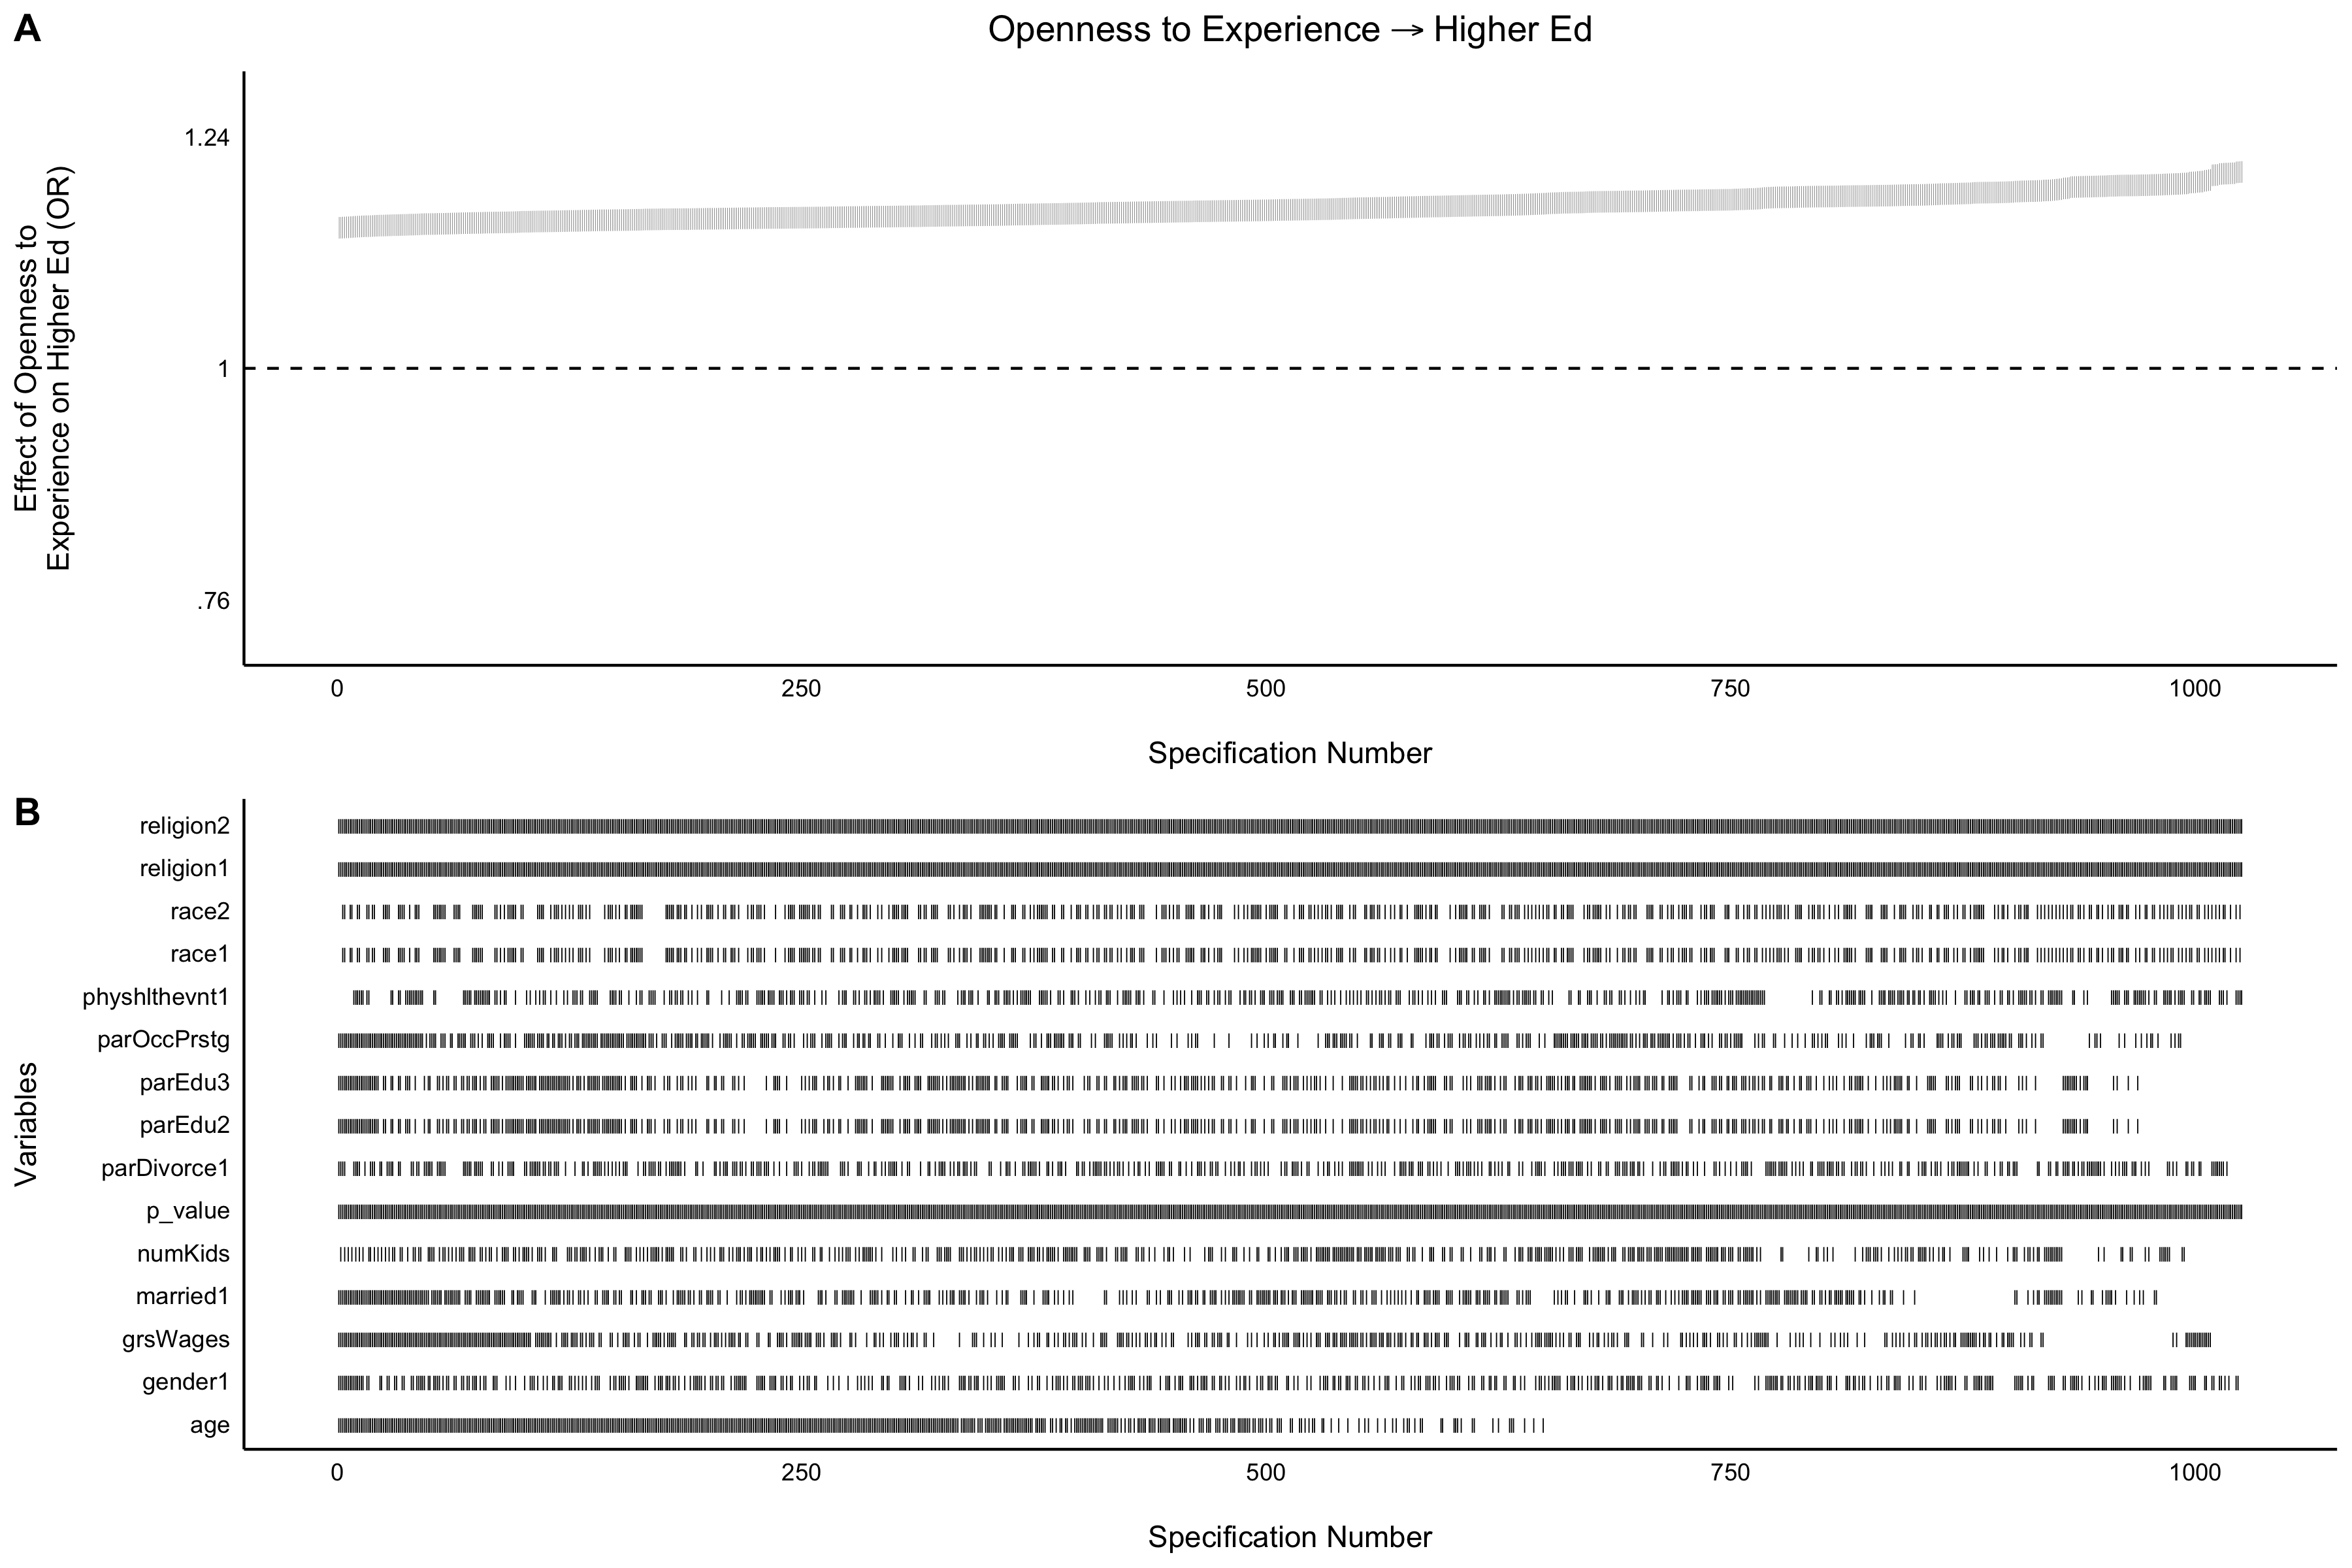 A
Openness to Experience → Higher Ed
Effect of Openness to
Experience on Higher Ed (OR)
1.24
1
.76
0 250 500 750 1000
Specification Number
B
Variables
religion2
religion1
race2
race1
physhlthevnt1
parOccPrstg
parEdu3
parEdu2
parDivorce1
p_value
numKids
married1
grsWages
gender1
age
0 250 500 750 1000
Specification Number